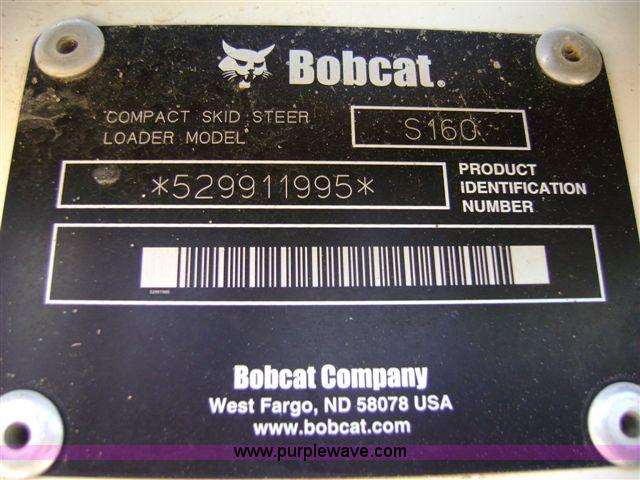 Bobcat®
COMPACT SKID STEER
LOADER MODEL
S160
*529911995*
PRODUCT
IDENTIFICATION
NUMBER
Bobcat Company
West Fargo, ND 58078 USA
www.bobcat.com
www.purplewave.com